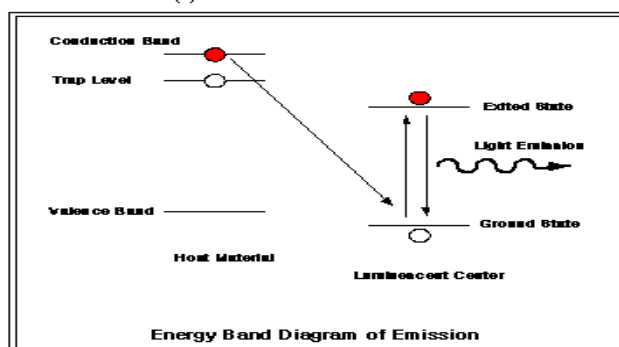 Conduction Band
Trap Level
Exited State
Light Emission
Valence Band
Ground State
Host Material
Luminescent Center
Energy Band Diagram of Emission